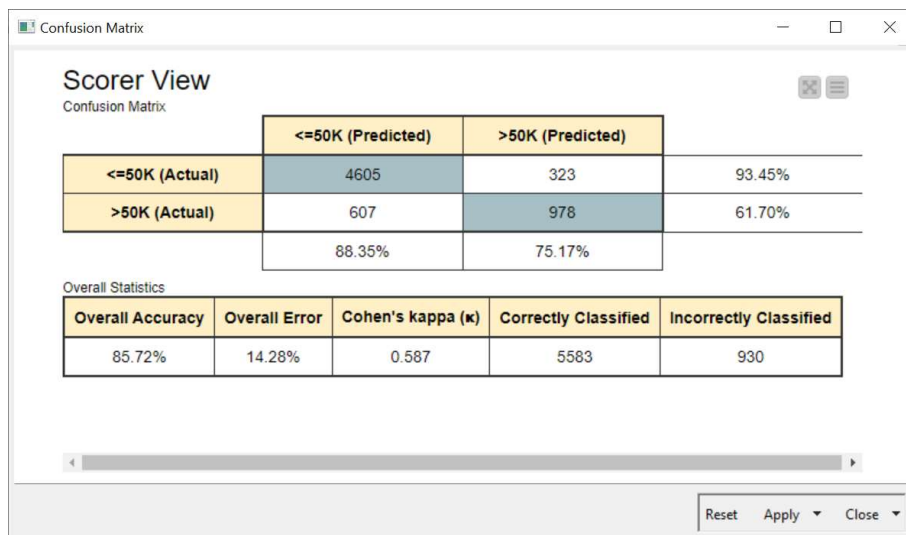 Confusion Matrix
Scorer View
Confusion Matrix
<=50K (Predicted) >50K (Predicted)
<=50K (Actual) 4605 323 93.45%
>50K (Actual) 607 978 61.70%
88.35% 75.17%
Overall Statistics
Overall Accuracy Overall Error Cohen's kappa (κ) Correctly Classified Incorrectly Classified
85.72% 14.28% 0.587 5583 930
Reset Apply Close